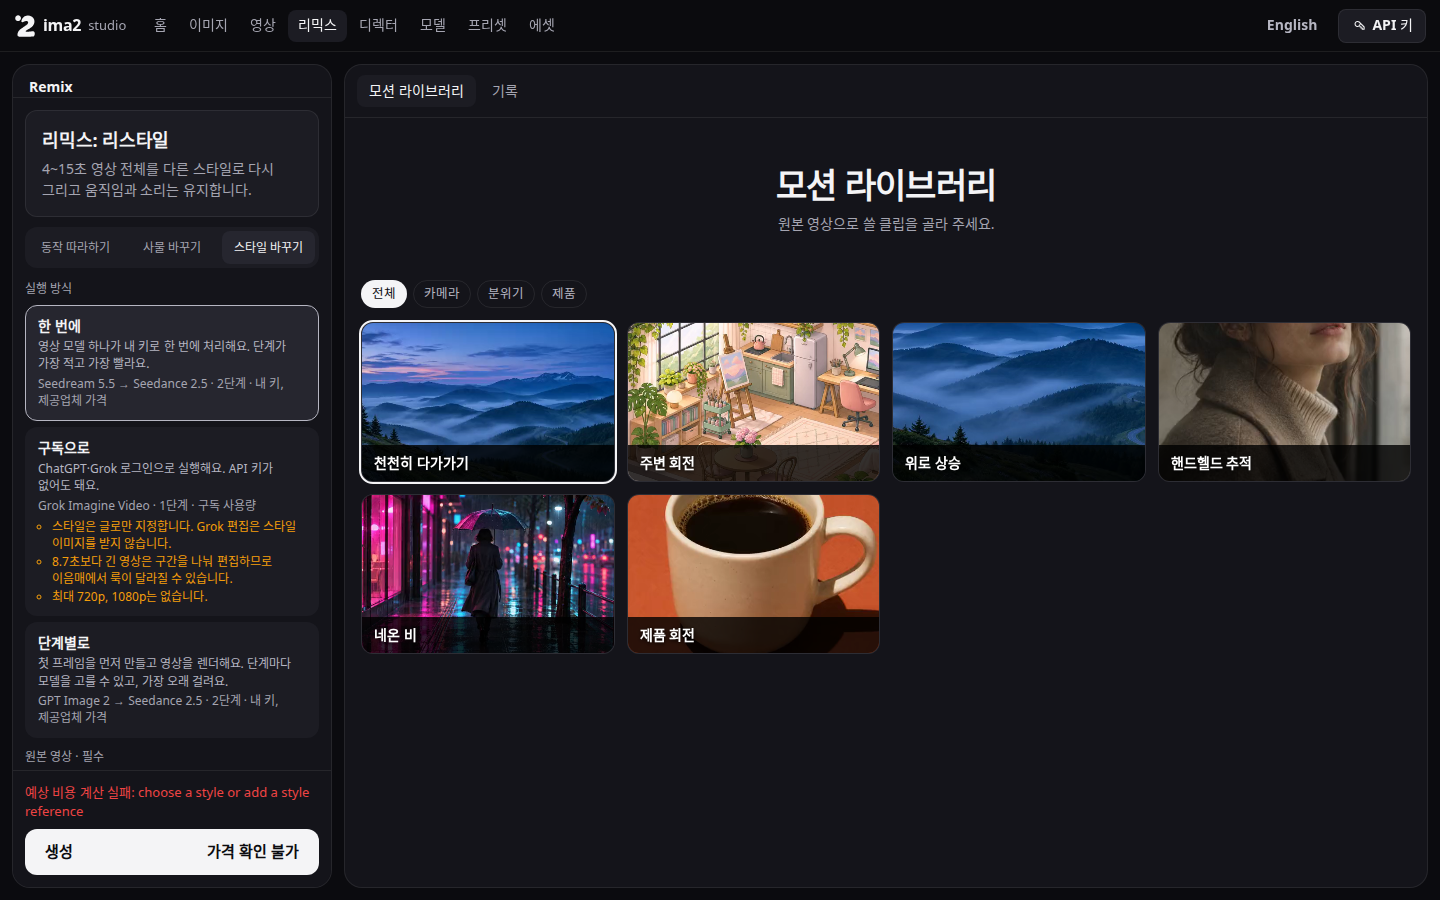 ima2 studio
홈
이미지
영상
리믹스
디렉터
모델
프리셋
에셋
English
API 키
Remix
리믹스: 리스타일
4~15초 영상 전체를 다른 스타일로 다시
그리고 움직임과 소리는 유지합니다.
동작 따라하기
사물 바꾸기
스타일 바꾸기
실행 방식
한 번에
영상 모델 하나가 내 키로 한 번에 처리해요. 단계가
가장 적고 가장 빨라요.
Seedream 5.5 → Seedance 2.5 · 2단계 · 내 키,
제공업체 가격
구독으로
ChatGPT·Grok 로그인으로 실행해요. API 키가
없어도 돼요.
Grok Imagine Video · 1단계 · 구독 사용량
스타일은 글로만 지정합니다. Grok 편집은 스타일
이미지를 받지 않습니다.
8.7초보다 긴 영상은 구간을 나눠 편집하므로
이음매에서 룩이 달라질 수 있습니다.
최대 720p, 1080p는 없습니다.
단계별로
첫 프레임을 먼저 만들고 영상을 렌더해요. 단계마다
모델을 고를 수 있고, 가장 오래 걸려요.
GPT Image 2 → Seedance 2.5 · 2단계 · 내 키,
제공업체 가격
원본 영상 · 필수
예상 비용 계산 실패: choose a style or add a style
reference
생성
가격 확인 불가
모션 라이브러리
기록
모션 라이브러리
원본 영상으로 쓸 클립을 골라 주세요.
전체
카메라
분위기
제품
천천히 다가가기
주변 회전
위로 상승
핸드헬드 추적
네온 비
제품 회전